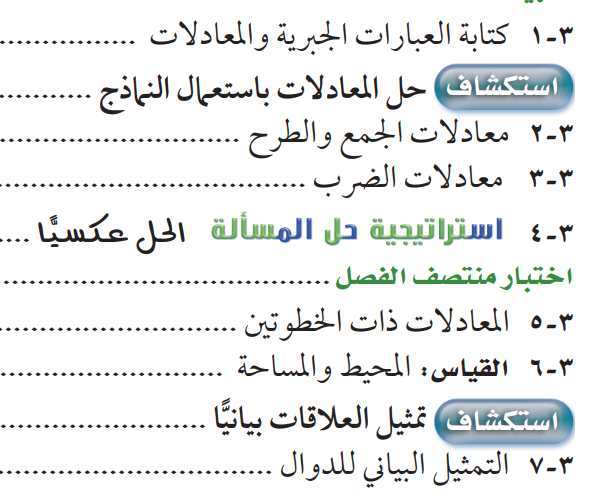 ٣-١ كتابة العبارات الجبرية والمعادلات ................
استكشاف حل المعادلات باستعمال النماذج ...........
٣-٢ معادلات الجمع والطرح ............................
٣-٣ معادلات الضرب ....................................
٣-٤ استراتيجية حل المسألة الحل عكسيًّا ....
اختبار منتصف الفصل .......................................
٣-٥ المعادلات ذات الخطوتين ............................
٣-٦ القياس: المحيط والمساحة ..........................
استكشاف تمثيل العلاقات بيانيًّا ........................
٣-٧ التمثيل البياني للدوال ................................